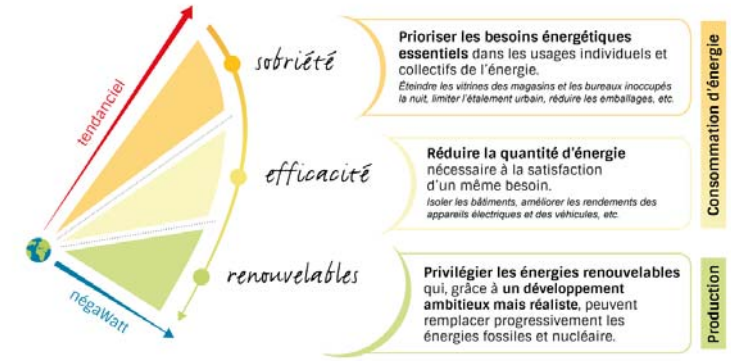 tendanciel
négaWatt
sobriété
Prioriser les besoins énergétiques
essentiels dans les usages individuels et
collectifs de l'énergie.
Éteindre les vitrines des magasins et les bureaux inoccupés
la nuit, limiter l'étalement urbain, réduire les emballages, etc.
efficacité
Réduire la quantité d'énergie
nécessaire à la satisfaction
d'un même besoin.
Isoler les bâtiments, améliorer les rendements des
appareils électriques et des véhicules, etc.
Consommation d'énergie
renouvelables
Privilégier les énergies renouvelables
qui, grâce à un développement
ambitieux mais réaliste, peuvent
remplacer progressivement les
énergies fossiles et nucléaire.
Production